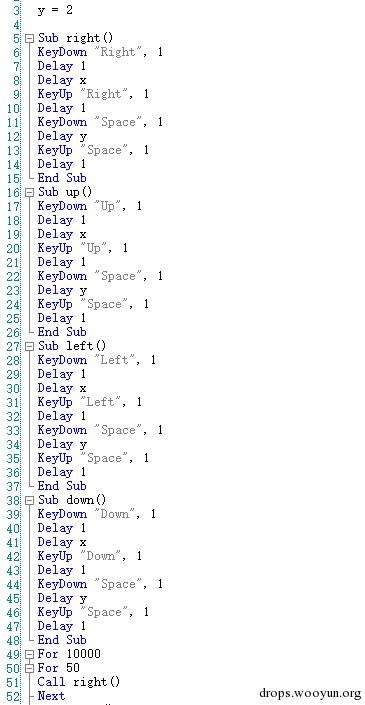 3 y = 2
4
5 Sub right()
6 KeyDown "Right", 1
7 Delay 1
8 Delay x
9 KeyUp "Right", 1
10 Delay 1
11 KeyDown "Space", 1
12 Delay y
13 KeyUp "Space", 1
14 Delay 1
15 End Sub
16 Sub up()
17 KeyDown "Up", 1
18 Delay 1
19 Delay x
20 KeyUp "Up", 1
21 Delay 1
22 KeyDown "Space", 1
23 Delay y
24 KeyUp "Space", 1
25 Delay 1
26 End Sub
27 Sub left()
28 KeyDown "Left", 1
29 Delay 1
30 Delay x
31 KeyUp "Left", 1
32 Delay 1
33 KeyDown "Space", 1
34 Delay y
35 KeyUp "Space", 1
36 Delay 1
37 End Sub
38 Sub down()
39 KeyDown "Down", 1
40 Delay 1
41 Delay x
42 KeyUp "Down", 1
43 Delay 1
44 KeyDown "Space", 1
45 Delay y
46 KeyUp "Space", 1
47 Delay 1
48 End Sub
49 For 10000
50 For 50
51 Call right()
52 Next
drops.wooyun.org